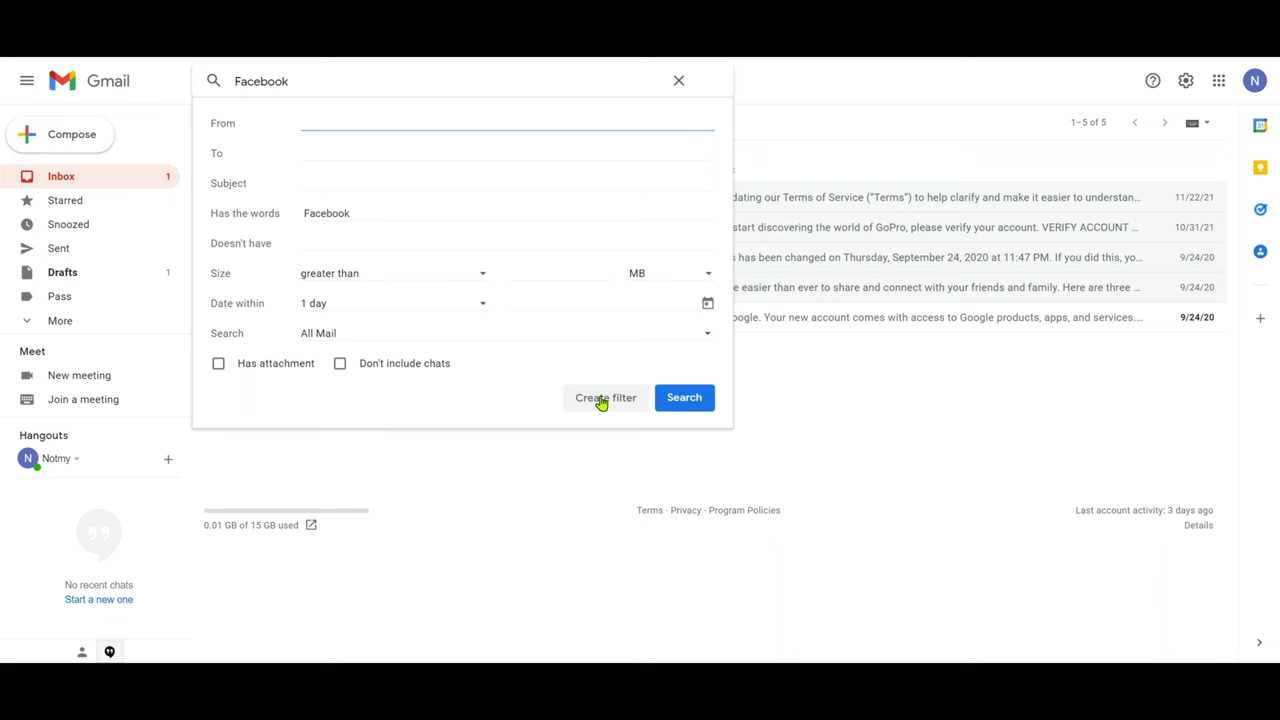 Facebook
Gmail
N
From
1–5 of 5
31
Compose
To
Inbox 1
Subject
Starred
dating our Terms of Service (“Terms”) to help clarify and make it easier to understan... 11/22/21
Has the words Facebook
Snoozed
start discovering the world of GoPro, please verify your account. VERIFY ACCOUNT ... 10/31/21
Doesn't have
Sent
s has been changed on Thursday, September 24, 2020 at 11:47 PM. If you did this, yo... 9/24/20
Size greater than MB
Drafts 1
e easier than ever to share and connect with your friends and family. Here are three ... 9/24/20
Pass
Date within 1 day
More
oogle. Your new account comes with access to Google products, apps, and services.... 9/24/20
Search All Mail
Meet
Has attachment Don't include chats
New meeting
Join a meeting
Create filter Search
Hangouts
N Notmy
Terms · Privacy · Program Policies
Last account activity: 3 days ago
0.01 GB of 15 GB used
Details
No recent chats
Start a new one